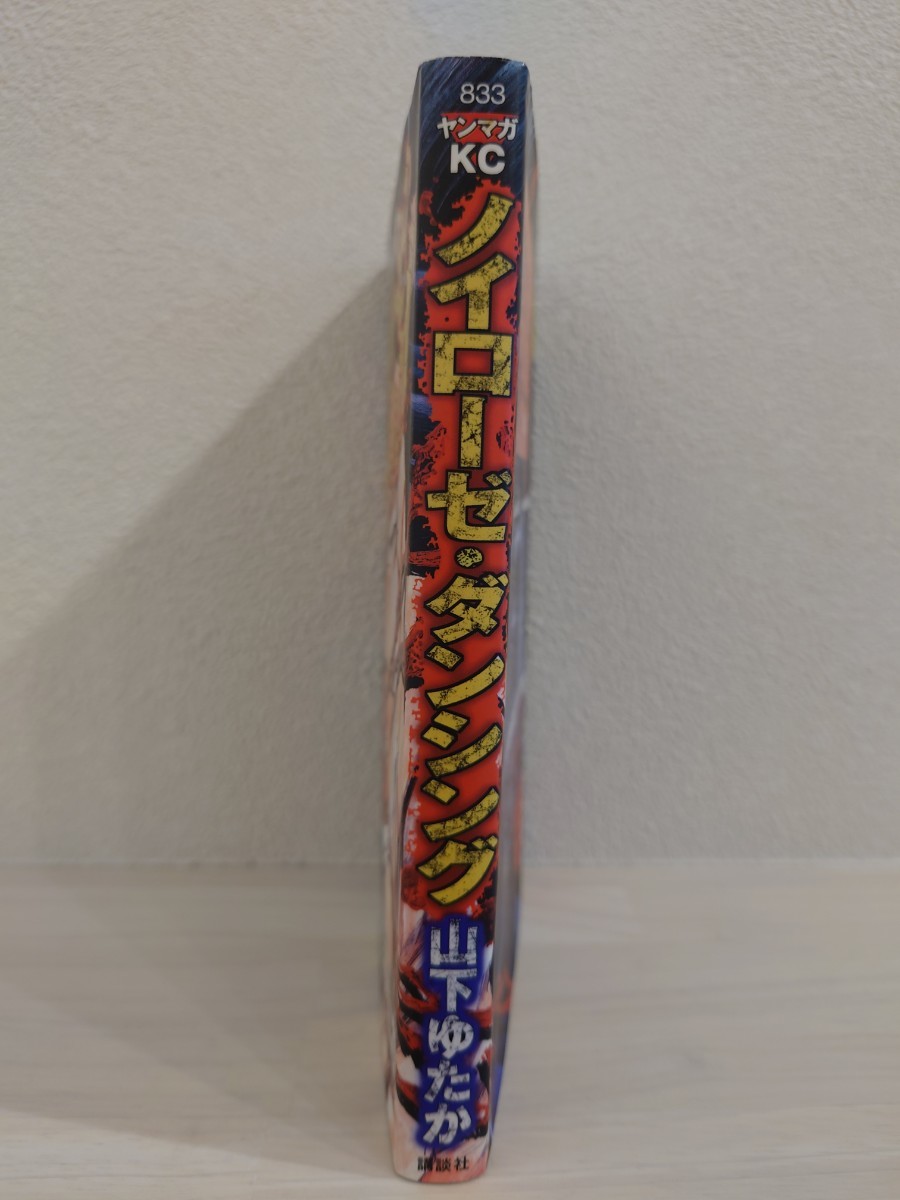 833
ヤンマガ
KC
ノイローゼ・ダンシング
山下ゆたか
講談社